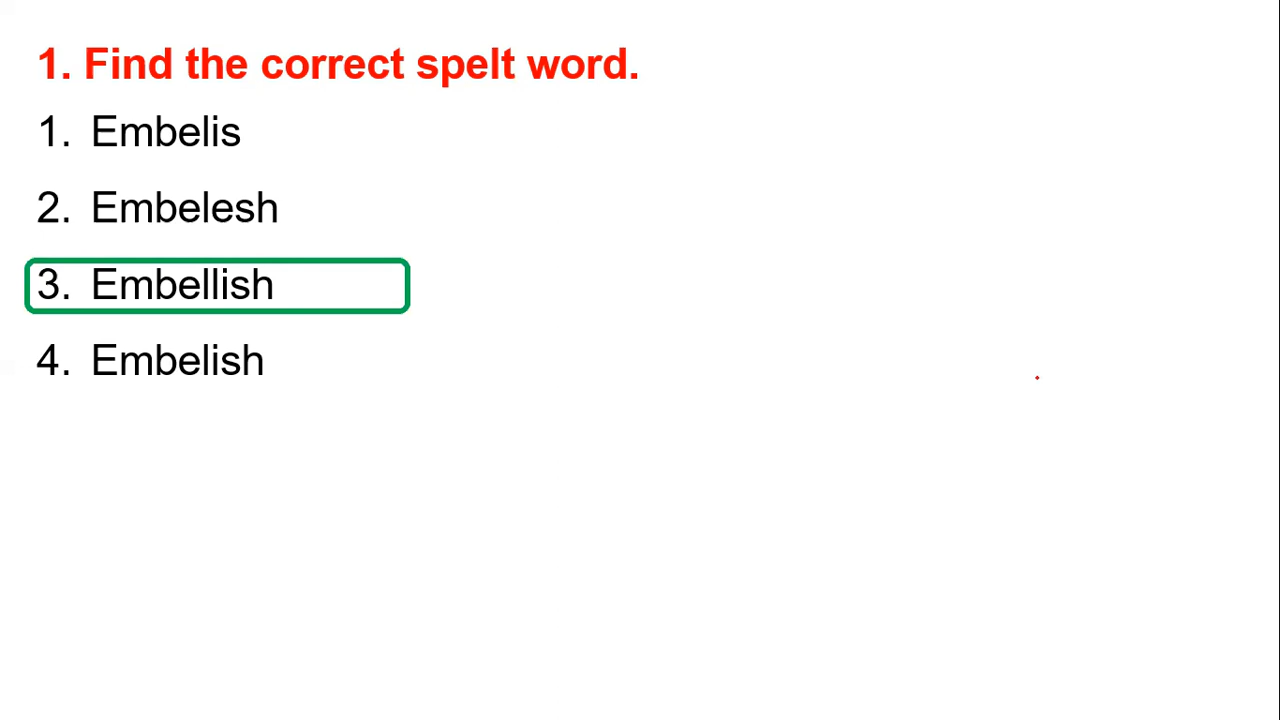 1. Find the correct spelt word.
1. Embelis
2. Embelesh
3. Embellish
4. Embelish